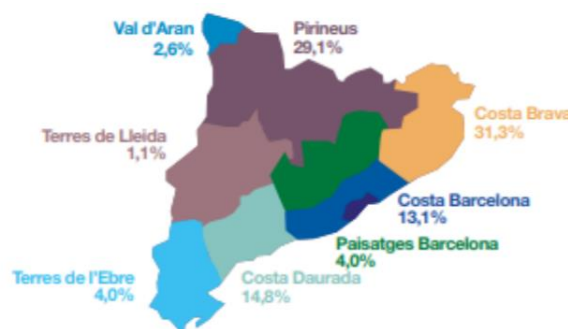 Val d'Aran
2,6%
Pirineus
29,1%
Costa Brava
31,3%
Terres de Lleida
1,1%
Costa Barcelona
13,1%
Paisatges Barcelona
4,0%
Terres de l'Ebre
4,0%
Costa Daurada
14,8%